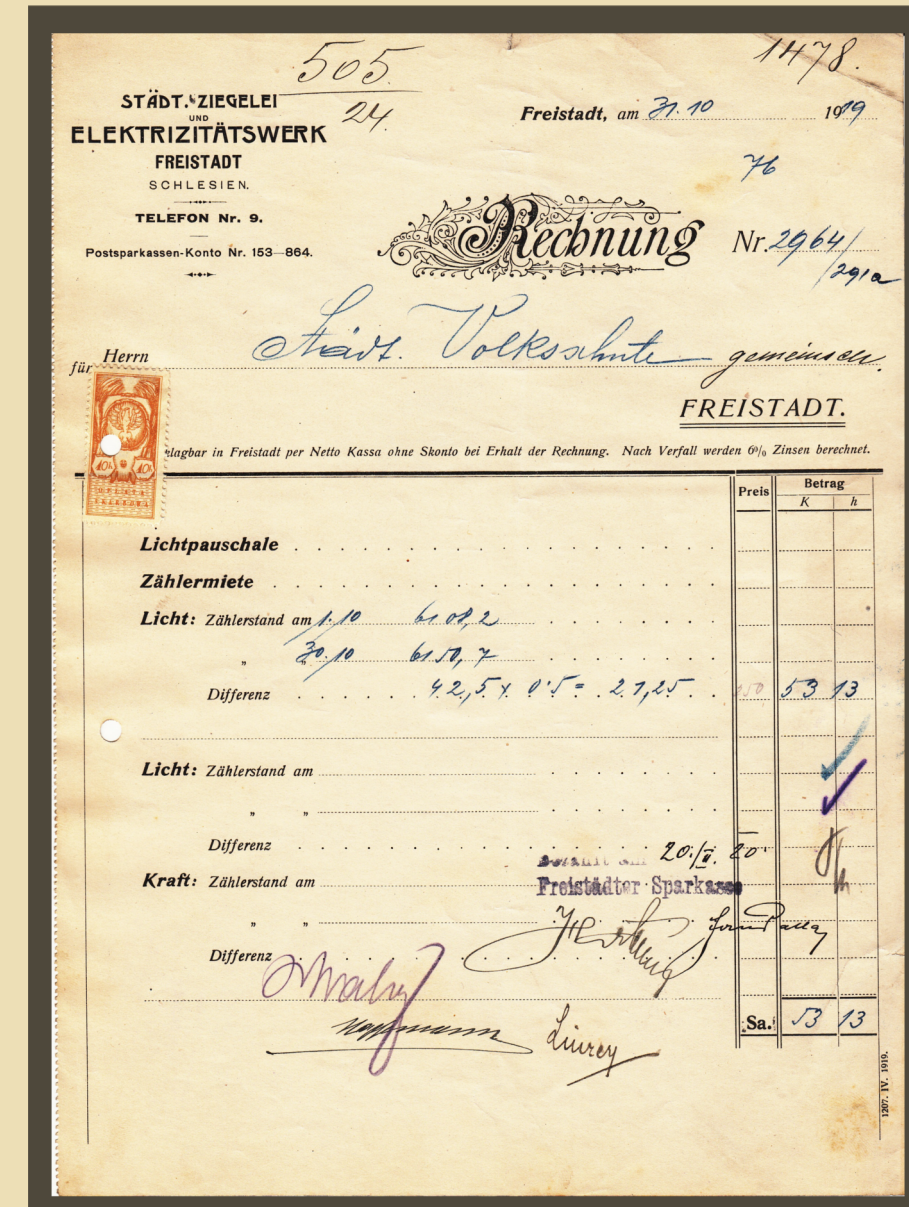 505.
24.
1478.
STÄDT. ZIEGELEI
UND
ELEKTRIZITÄTSWERK
FREISTADT
SCHLESIEN.
TELEFON Nr. 9.
Postsparkassen-Konto Nr. 153—864.
Freistadt, am 31.10 1919
76
Rechnung Nr. 2964/
/291a
für Herrn Städt. Volksschule gemeinsch.
FREISTADT.
lagbar in Freistadt per Netto Kassa ohne Skonto bei Erhalt der Rechnung. Nach Verfall werden 6% Zinsen berechnet.
10h 10h
Preis Betrag
K h
Lichtpauschale
Zählermiete
Licht: Zählerstand am 1.10 6108,2
„ „ 30.10 6150,7
Differenz 42,5 x 0·5 = 21,25 250 53 13
Licht: Zählerstand am
„ „
Differenz
20./II. 20
Kraft: Zählerstand am
Freistädter Sparkasse
„ „
Differenz
Sa. 53 13
1207. IV. 1919.